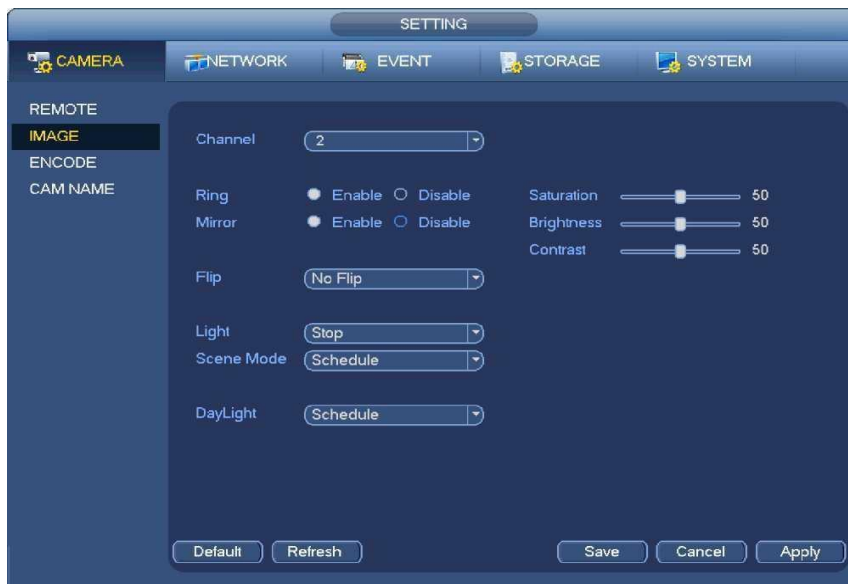 SETTING
CAMERA NETWORK EVENT STORAGE SYSTEM
REMOTE
IMAGE
ENCODE
CAM NAME
Channel 2
Ring Enable Disable Saturation 50
Mirror Enable Disable Brightness 50
Contrast 50
Flip No Flip
Light Stop
Scene Mode Schedule
DayLight Schedule
Default Refresh Save Cancel Apply